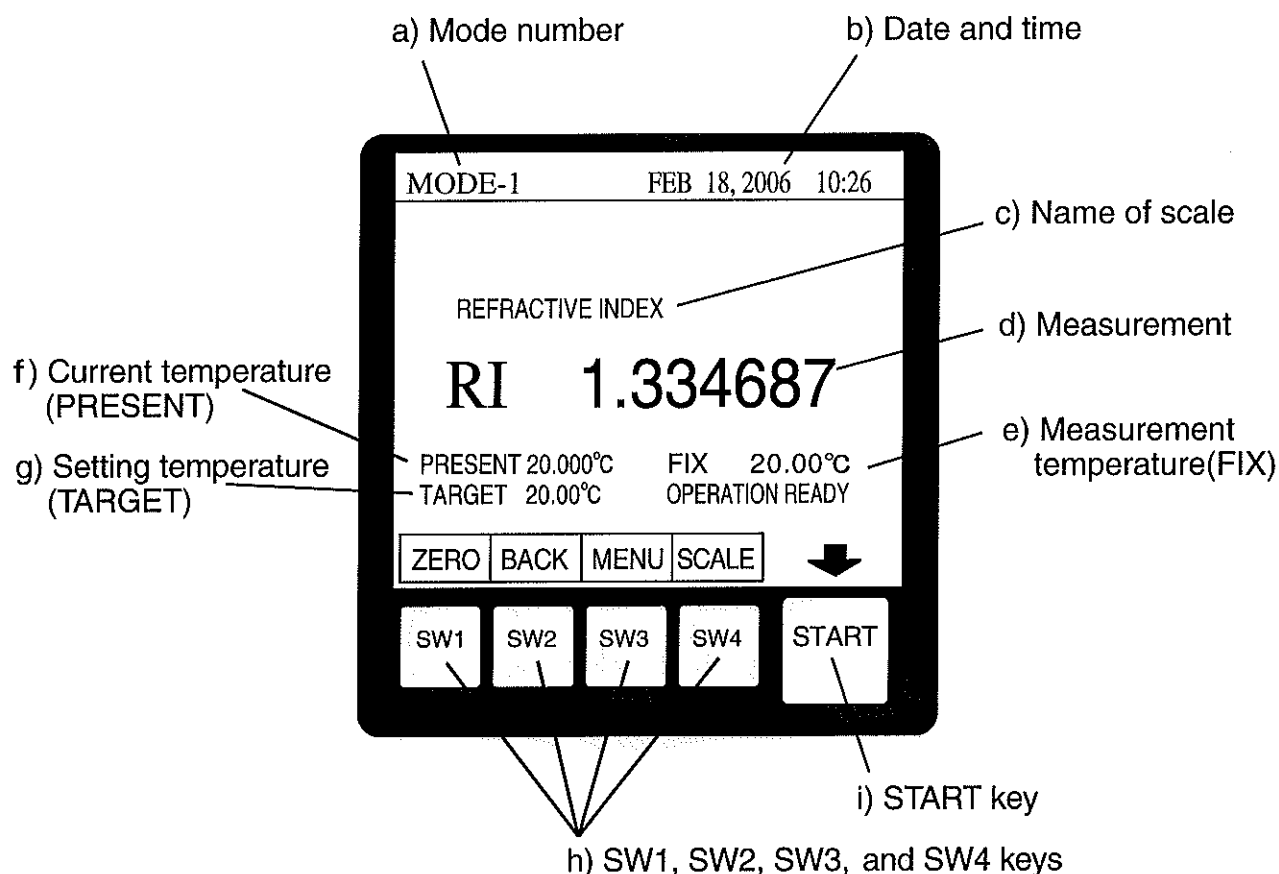 a) Mode number
b) Date and time
MODE-1 FEB 18, 2006 10:26
c) Name of scale
REFRACTIVE INDEX
d) Measurement
RI 1.334687
f) Current temperature
(PRESENT)
e) Measurement
temperature(FIX)
PRESENT 20.000°C FIX 20.00°C
g) Setting temperature
(TARGET)
TARGET 20.00°C OPERATION READY
ZERO BACK MENU SCALE
SW1 SW2 SW3 SW4 START
i) START key
h) SW1, SW2, SW3, and SW4 keys